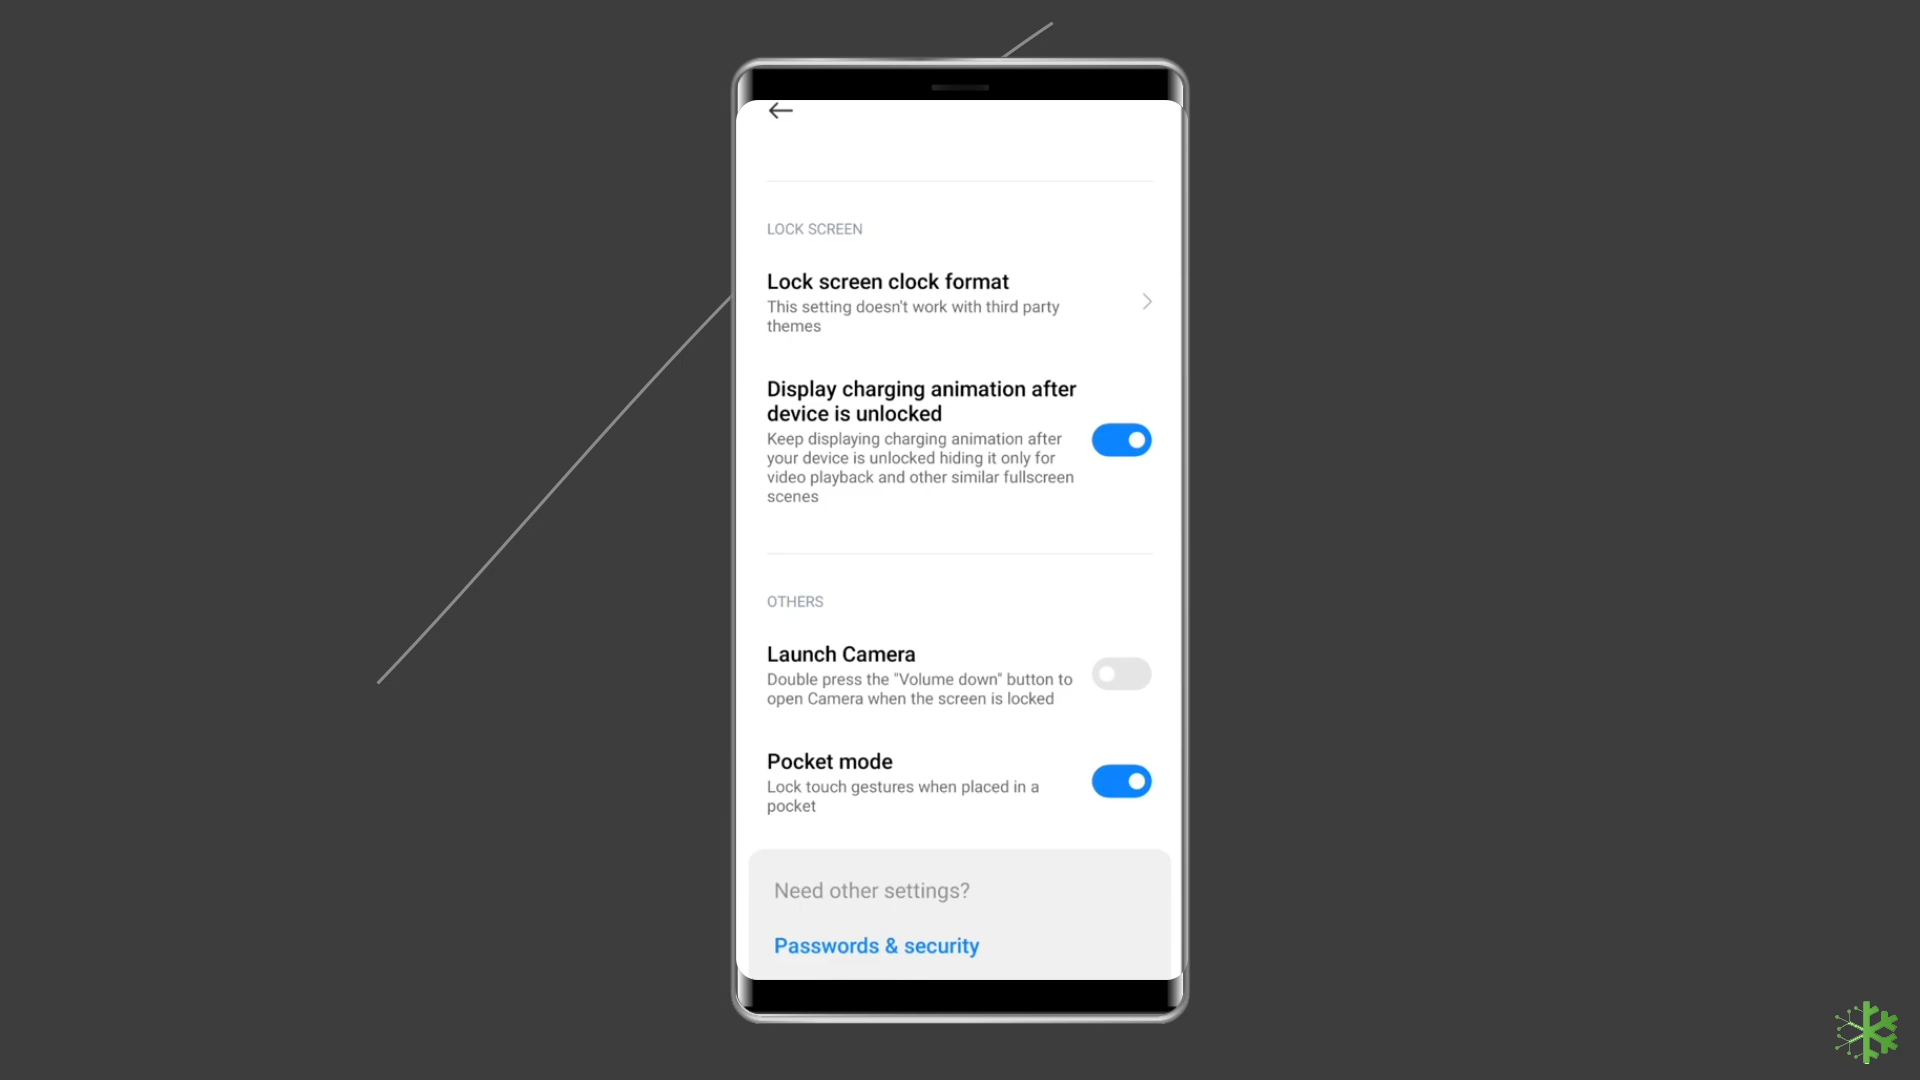 LOCK SCREEN
Lock screen clock format
This setting doesn't work with third party
themes
Display charging animation after
device is unlocked
Keep displaying charging animation after
your device is unlocked hiding it only for
video playback and other similar fullscreen
scenes
OTHERS
Launch Camera
Double press the "Volume down" button to
open Camera when the screen is locked
Pocket mode
Lock touch gestures when placed in a
pocket
Need other settings?
Passwords & security